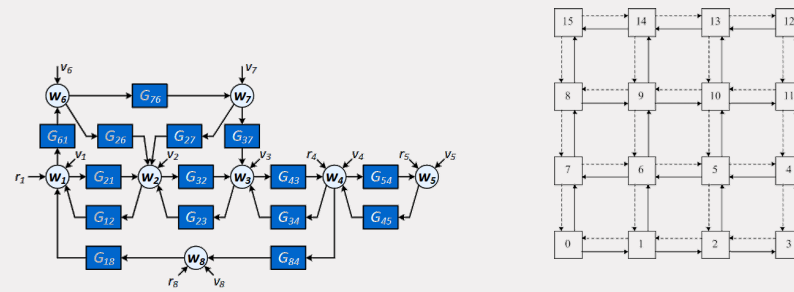 v6 v7
w6 G76 w7
G61 G26 G27 G37
v1 v2 v3 r4 v4 r5 v5
r1 w1 G21 w2 G32 w3 G43 w4 G54 w5
G12 G23 G34 G45
G18 w8 G84
r8 v8
15 14 13 12
8 9 10 11
7 6 5 4
0 1 2 3